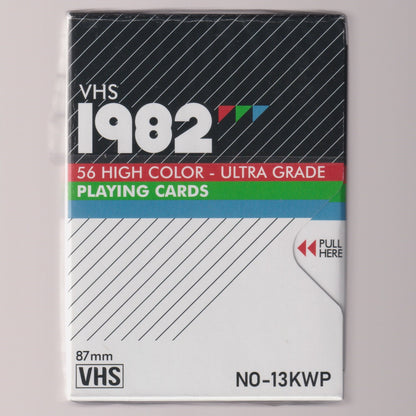 VHS
1982
56 HIGH COLOR - ULTRA GRADE
PLAYING CARDS
PULL
HERE
87mm
VHS
NO-13KWP